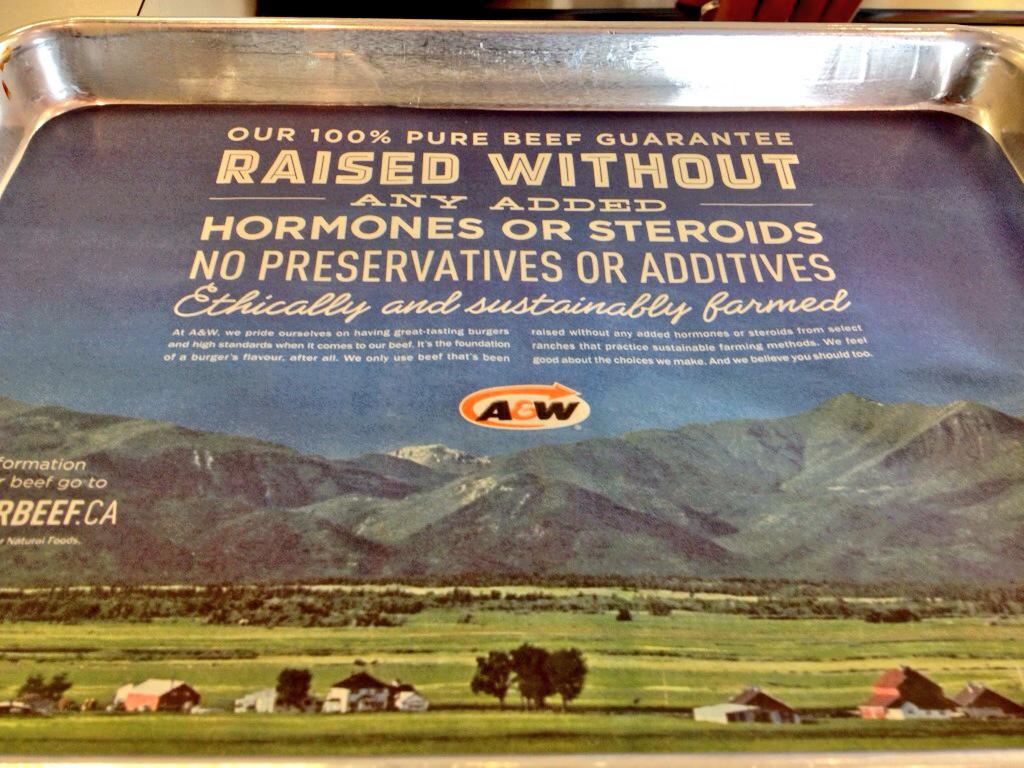 OUR 100% PURE BEEF GUARANTEE
RAISED WITHOUT
ANY ADDED
HORMONES OR STEROIDS
NO PRESERVATIVES OR ADDITIVES
Ethically and sustainably farmed
At A&W, we pride ourselves on having great-tasting burgers
and high standards when it comes to our beef. It's the foundation
of a burger's flavour, after all. We only use beef that's been
raised without any added hormones or steroids from select
ranches that practice sustainable farming methods. We feel
good about the choices we make. And we believe you should too.
A&W
formation
r beef go to
RBEEF.CA
r Natural Foods.